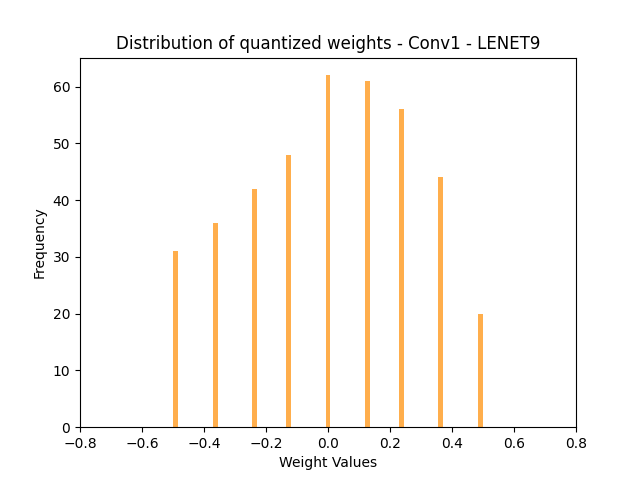 Distribution of quantized weights - Conv1 - LENET9
60
50
40
30
20
10
0
Frequency
−0.8 −0.6 −0.4 −0.2 0.0 0.2 0.4 0.6 0.8
Weight Values